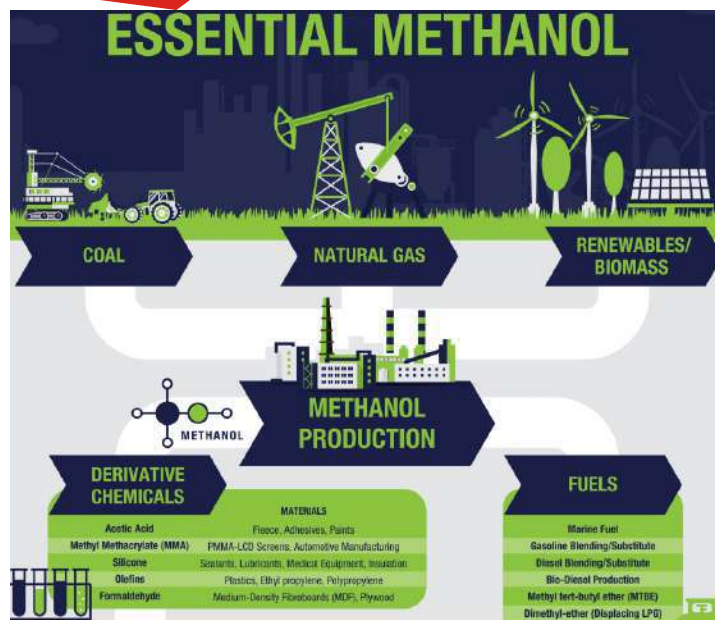 ESSENTIAL METHANOL
COAL
NATURAL GAS
RENEWABLES/
BIOMASS
METHANOL
PRODUCTION
METHANOL
DERIVATIVE
CHEMICALS
MATERIALS
Acetic Acid Fleece, Adhesives, Paints
Methyl Methacrylate (MMA) PMMA-LCD Screens, Automotive Manufacturing
Silicone Sealants, Lubricants, Medical Equipment, Insulation
Olefins Plastics, Ethyl propylene, Polypropylene
Formaldehyde Medium-Density Fibreboards (MDF), Plywood
FUELS
Marine Fuel
Gasoline Blending/Substitute
Diesel Blending/Substitute
Bio-Diesel Production
Methyl tert-butyl ether (MTBE)
Dimethyl-ether (Displacing LPG)